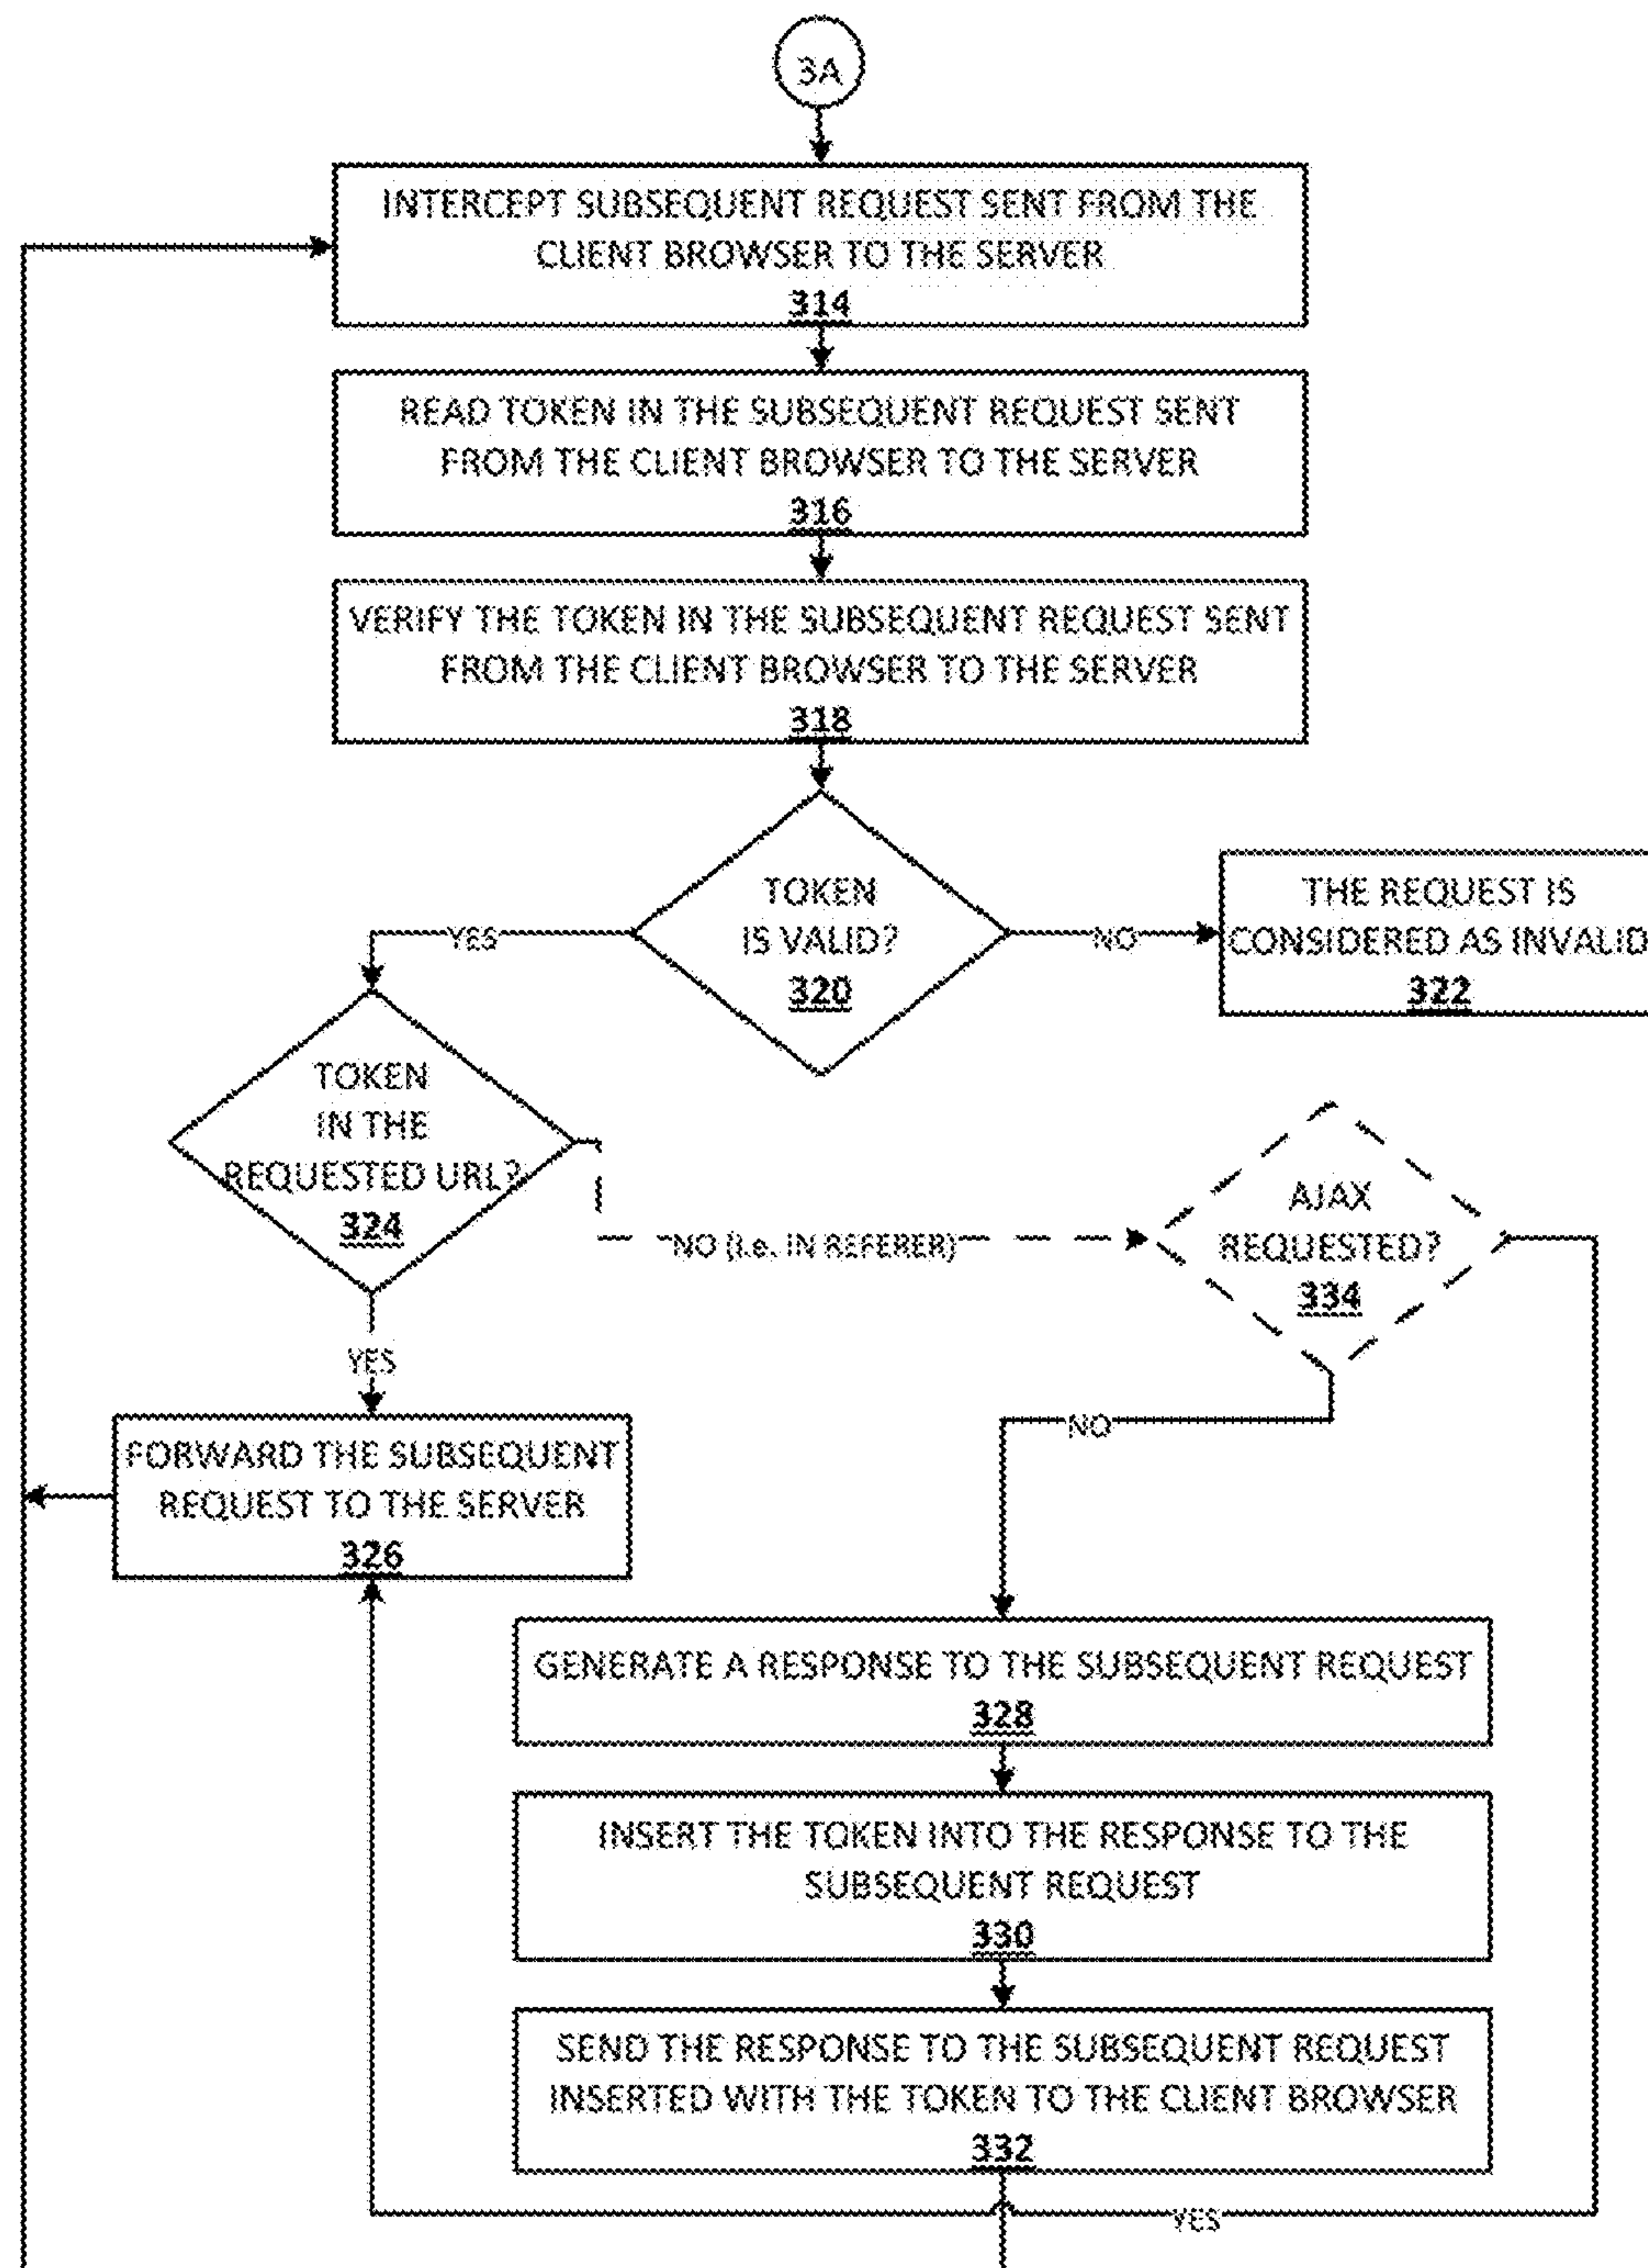 3A
INTERCEPT SUBSEQUENT REQUEST SENT FROM THE
CLIENT BROWSER TO THE SERVER
314
READ TOKEN IN THE SUBSEQUENT REQUEST SENT
FROM THE CLIENT BROWSER TO THE SERVER
316
VERIFY THE TOKEN IN THE SUBSEQUENT REQUEST SENT
FROM THE CLIENT BROWSER TO THE SERVER
318
TOKEN
IS VALID?
320
YES
NO
THE REQUEST IS
CONSIDERED AS INVALID
322
TOKEN
IN THE
REQUESTED URL?
324
NO (i.e. IN REFERER)
AJAX
REQUESTED?
334
YES
NO
FORWARD THE SUBSEQUENT
REQUEST TO THE SERVER
326
GENERATE A RESPONSE TO THE SUBSEQUENT REQUEST
328
INSERT THE TOKEN INTO THE RESPONSE TO THE
SUBSEQUENT REQUEST
330
SEND THE RESPONSE TO THE SUBSEQUENT REQUEST
INSERTED WITH THE TOKEN TO THE CLIENT BROWSER
332
YES